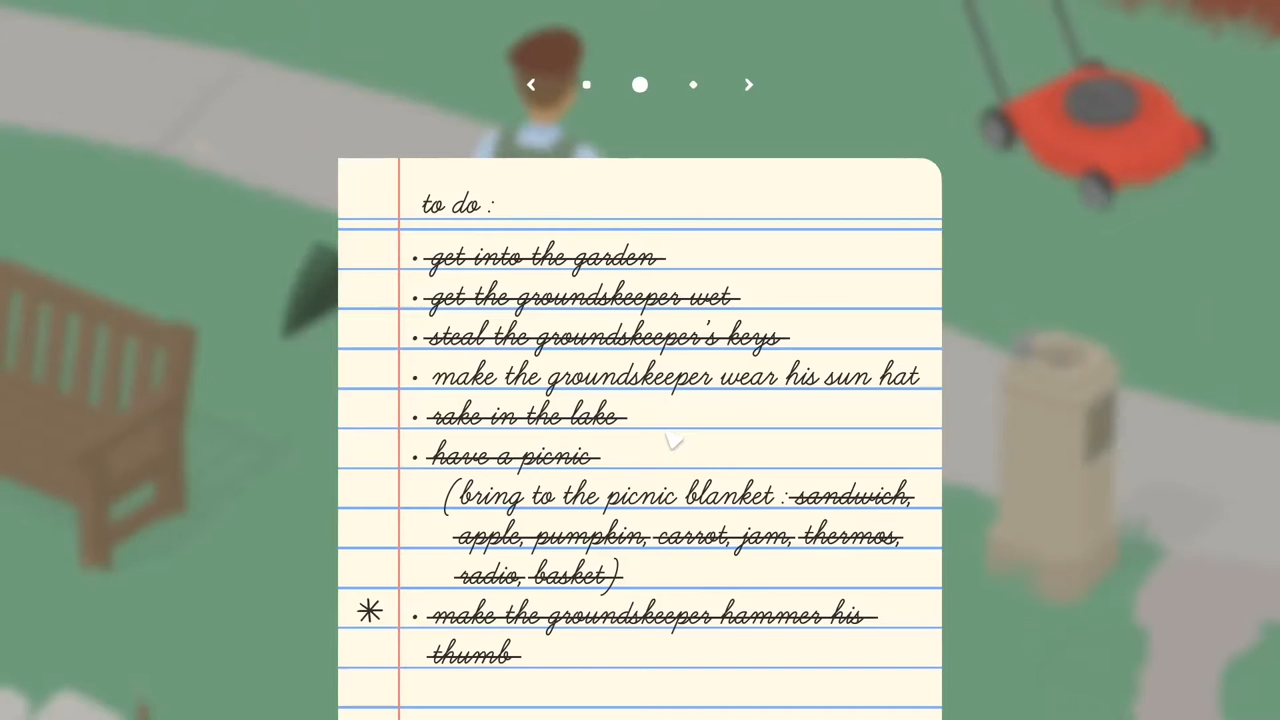 to do :
• get into the garden
• get the groundskeeper wet
• steal the groundskeeper's keys
• make the groundskeeper wear his sun hat
• rake in the lake
• have a picnic
(bring to the picnic blanket : sandwich,
apple, pumpkin, carrot, jam, thermos,
radio, basket)
• make the groundskeeper hammer his
thumb